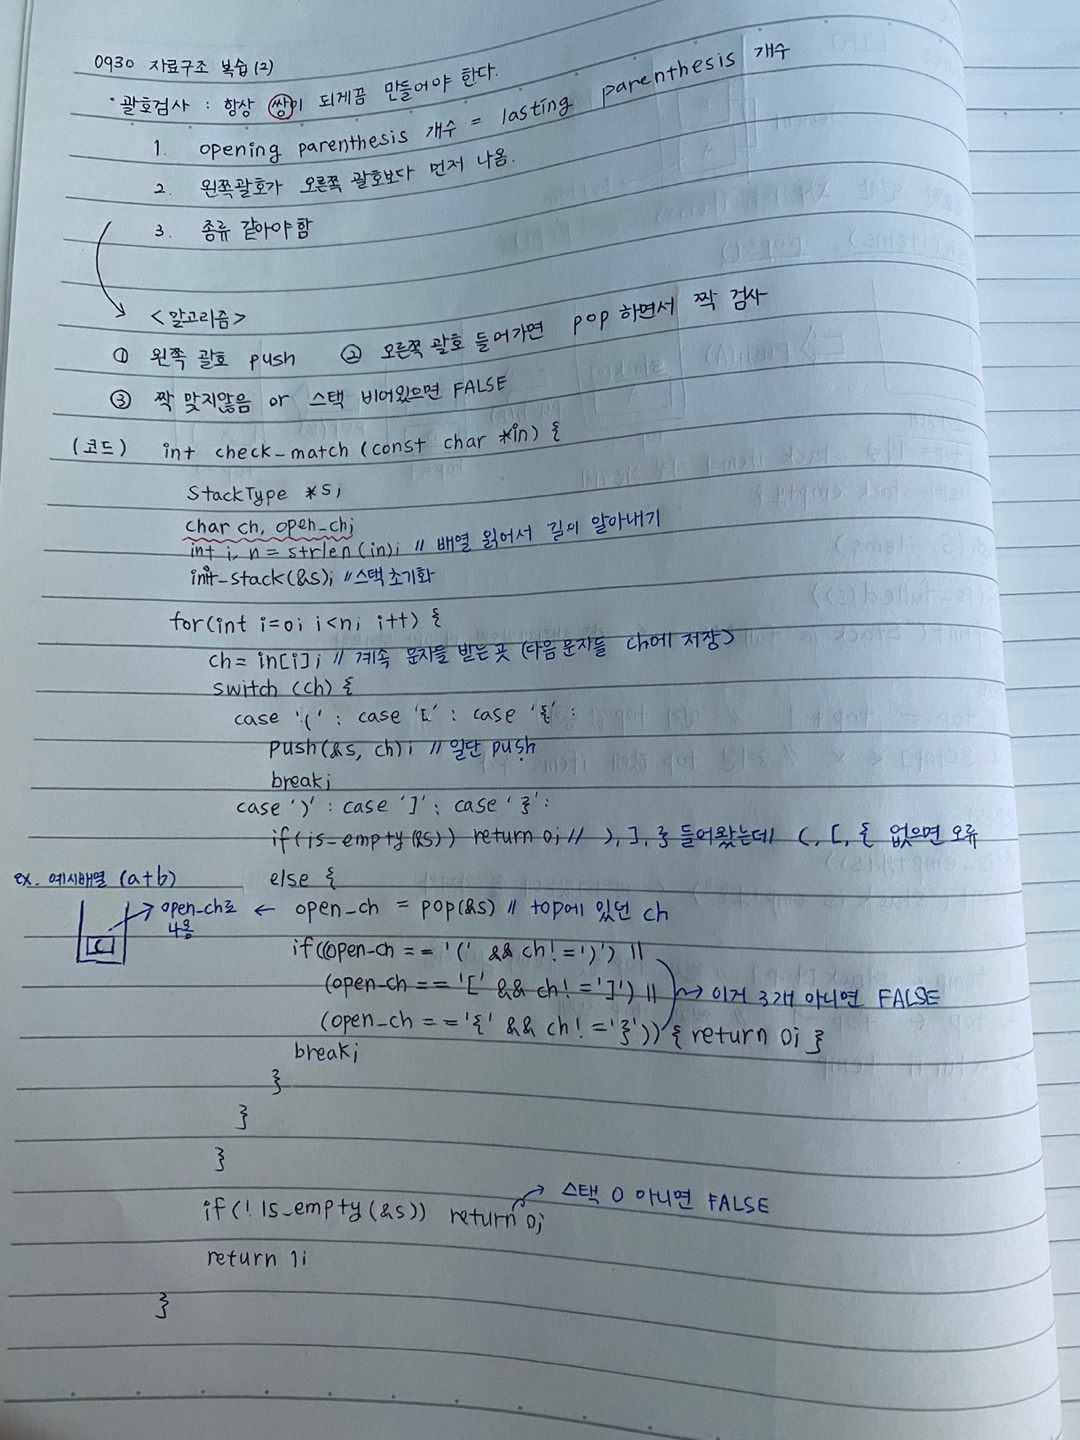 0930 자료구조 복습(2)
· 괄호검사 : 항상 쌍이 되게끔 만들어야 한다.
1. opening parenthesis 개수 = lasting parenthesis 개수
2. 왼쪽괄호가 오른쪽 괄호보다 먼저 나옴.
3. 종류 같아야 함
<알고리즘>
① 왼쪽 괄호 push ② 오른쪽 괄호 들어가면 pop 하면서 짝 검사
③ 짝 맞지않음 or 스택 비어있으면 FALSE
(코드) int check_match (const char *in) {
StackType *s;
char ch, open_ch;
int i, n = strlen(in); // 배열 읽어서 길이 알아내기
init_stack(&s); // 스택 초기화
for(int i=0; i<n; i++) {
ch = in[i]; // 계속 문자들 받는 곳 (다음 문자들 ch에 저장)
switch (ch) {
case '(' : case '[' : case '{' :
push(&s, ch); // 일단 push
break;
case ')' : case ']' : case '}' :
if(is_empty(&s)) return 0; // ), ], } 들어왔는데 (, [, { 없으면 오류
ex. 예시배열 (a+b) else {
( → open_ch로 나옴 ← open_ch = pop(&s) // top에 있던 ch
if((open_ch == '(' && ch != ')') ||
(open_ch == '[' && ch != ']') || → 이거 3개 아니면 FALSE
(open_ch == '{' && ch != '}')) { return 0; }
break;
}
}
}
if(! is_empty(&s)) return 0; → 스택 0 아니면 FALSE
return 1;
}